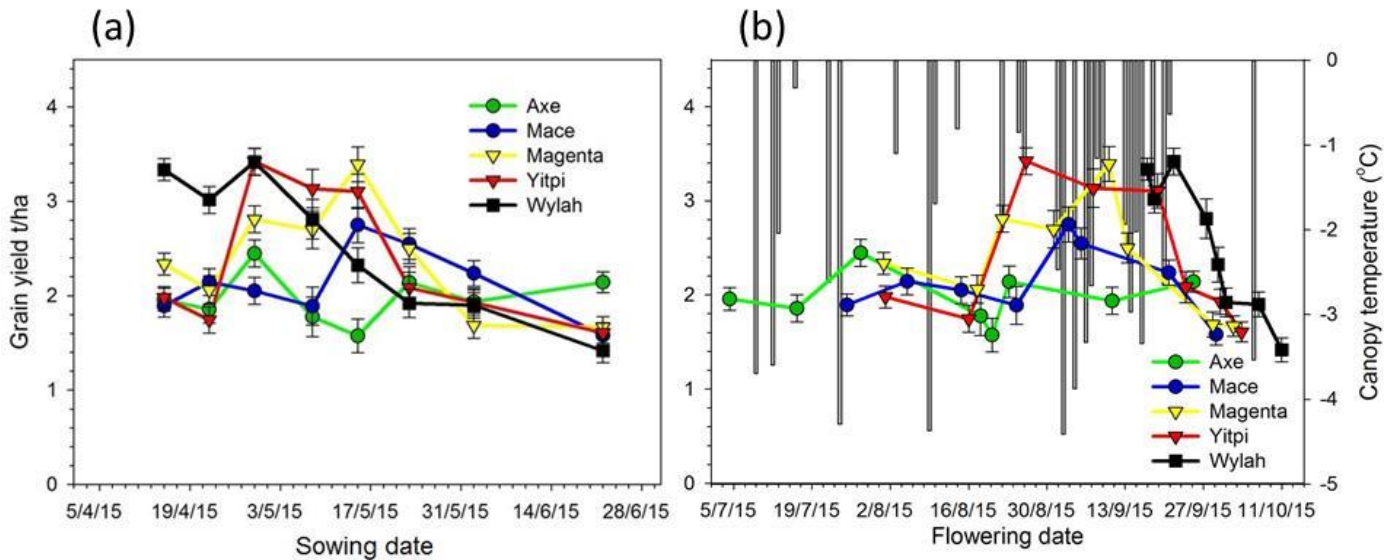 (a)
(b)
Grain yield t/ha
4
3
2
1
0
Axe
Mace
Magenta
Yitpi
Wylah
5/4/15 19/4/15 3/5/15 17/5/15 31/5/15 14/6/15 28/6/15
Sowing date
4
3
2
1
0
0
-1
-2
-3
-4
-5
Canopy temperature (°C)
Axe
Mace
Magenta
Yitpi
Wylah
5/7/15 19/7/15 2/8/15 16/8/15 30/8/15 13/9/15 27/9/15 11/10/15
Flowering date